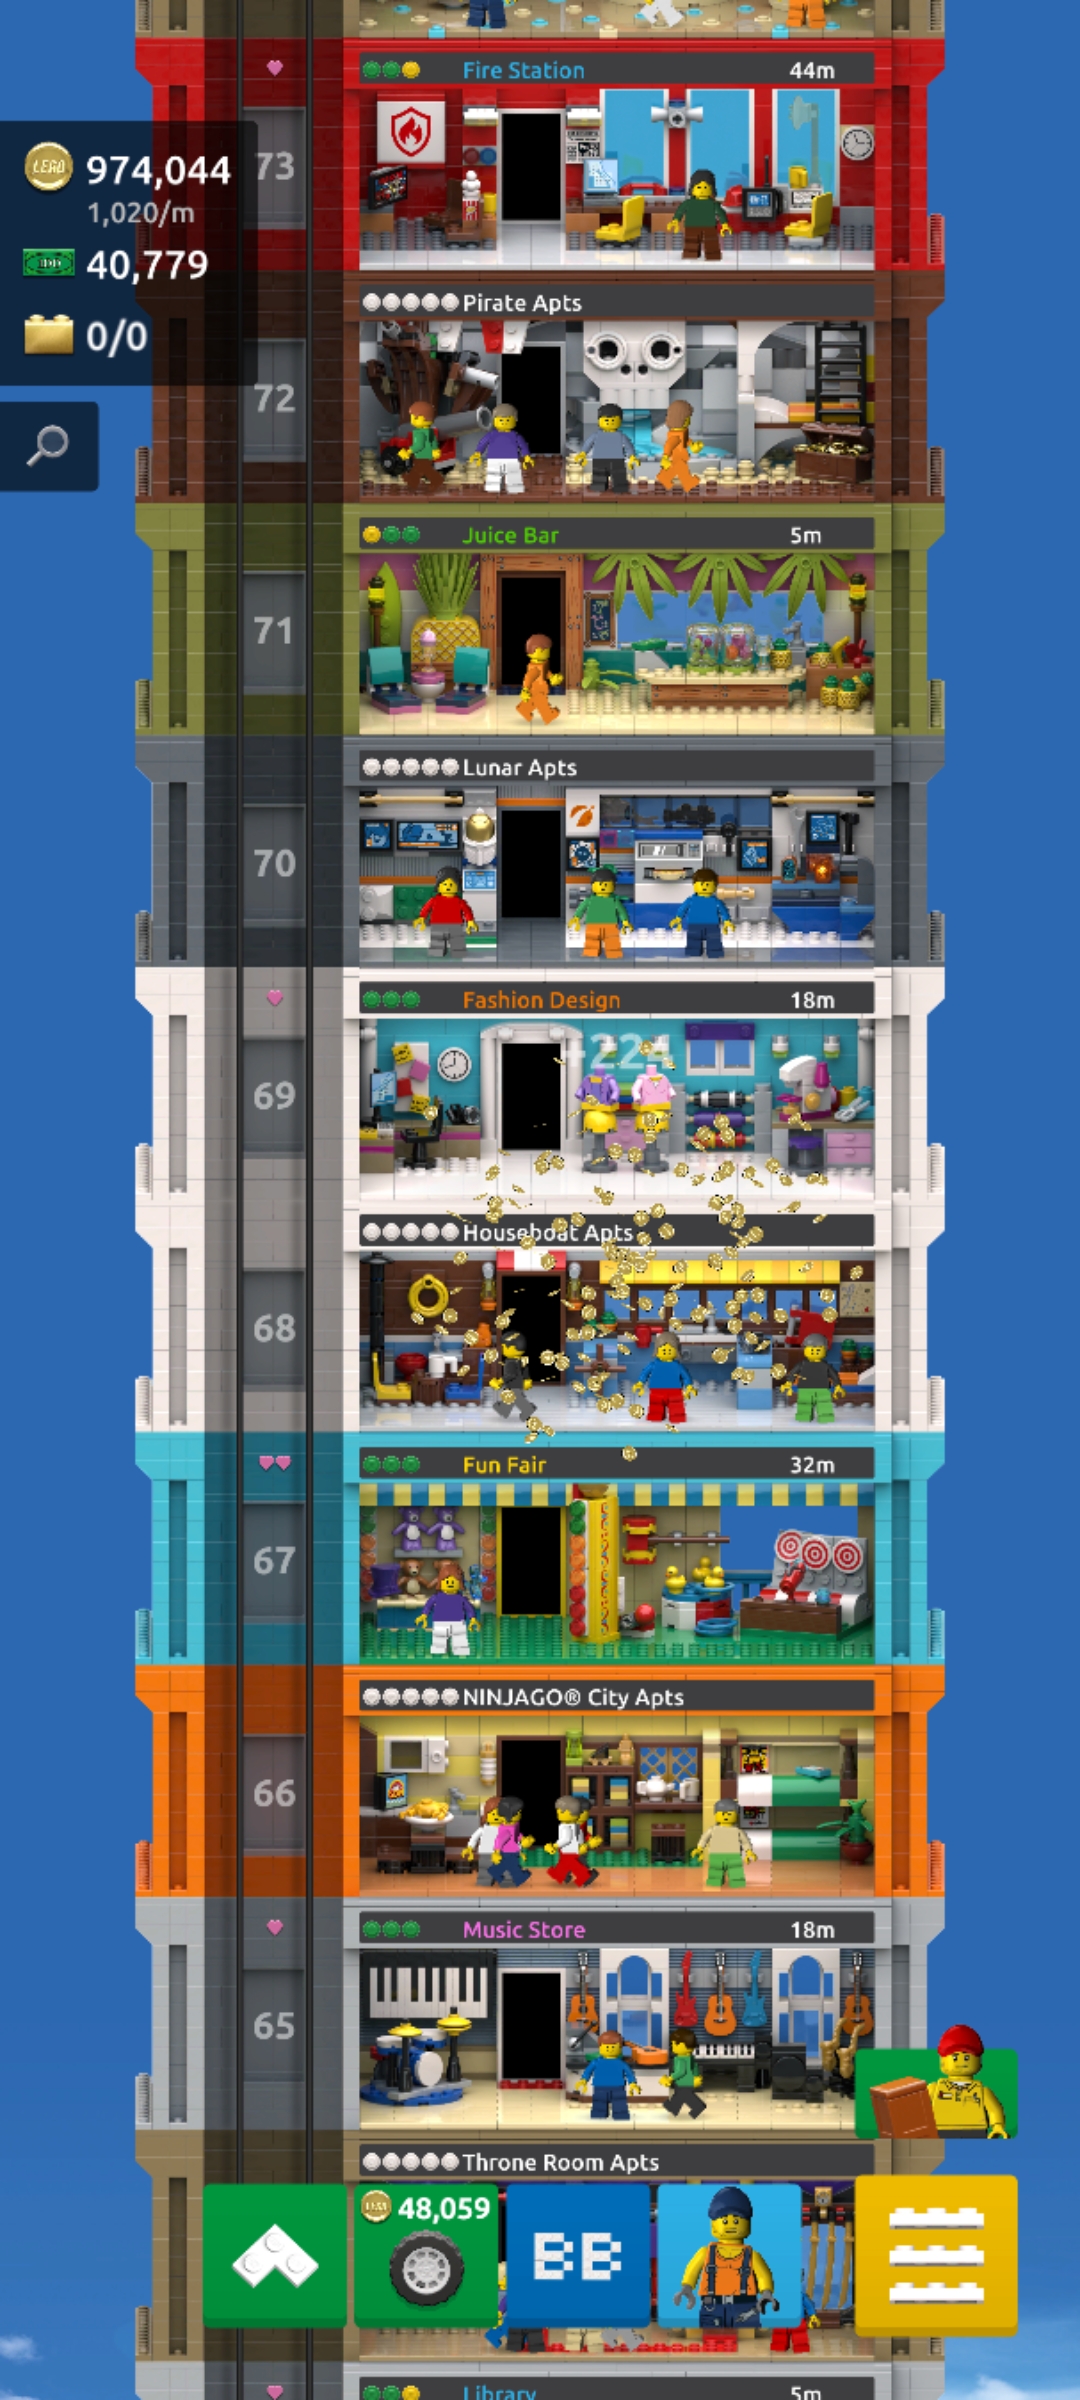 Fire Station 44m
73
LEGO 974,044
1,020/m
40,779
0/0
Pirate Apts
72
Juice Bar 5m
71
Lunar Apts
70
Fashion Design 18m
+224
69
Houseboat Apts
68
Fun Fair 32m
67
NINJAGO® City Apts
66
Music Store 18m
65
Throne Room Apts
48,059
BB
Library 5m